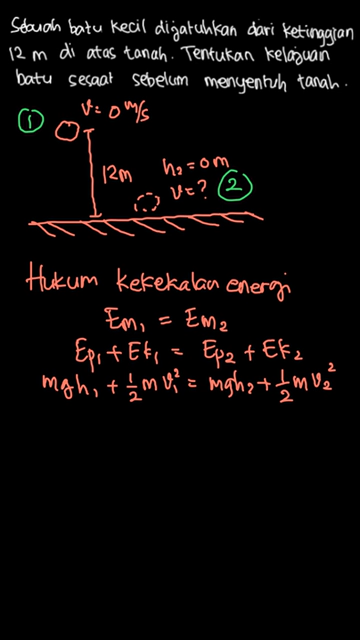 Sebuah batu kecil dijatuhkan dari ketinggian
12 m di atas tanah. Tentukan kelajuan
batu sesaat sebelum menyentuh tanah.
① v = 0 m/s
12m
h₂ = 0 m
v = ? ②
Hukum kekekalan energi
Em₁ = Em₂
Ep₁ + Ek₁ = Ep₂ + Ek₂
mgh₁ + 1/2 m v₁² = mgh₂ + 1/2 m v₂²